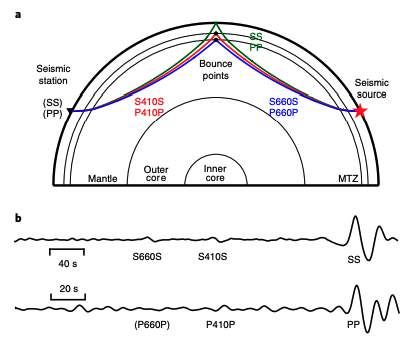 a
SS
PP
Seismic
station
Bounce
points
Seismic
source
(SS)
(PP)
S410S
P410P
S660S
P660P
Mantle
Outer
core
Inner
core
MTZ
b
40 s
S660S
S410S
SS
20 s
(P660P)
P410P
PP